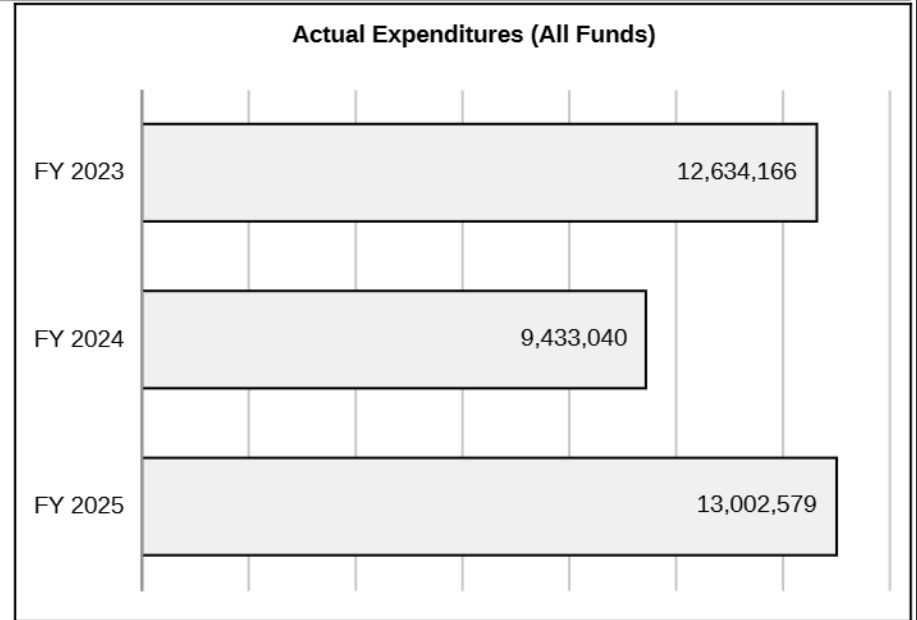 Actual Expenditures (All Funds)
FY 2023 12,634,166
FY 2024 9,433,040
FY 2025 13,002,579